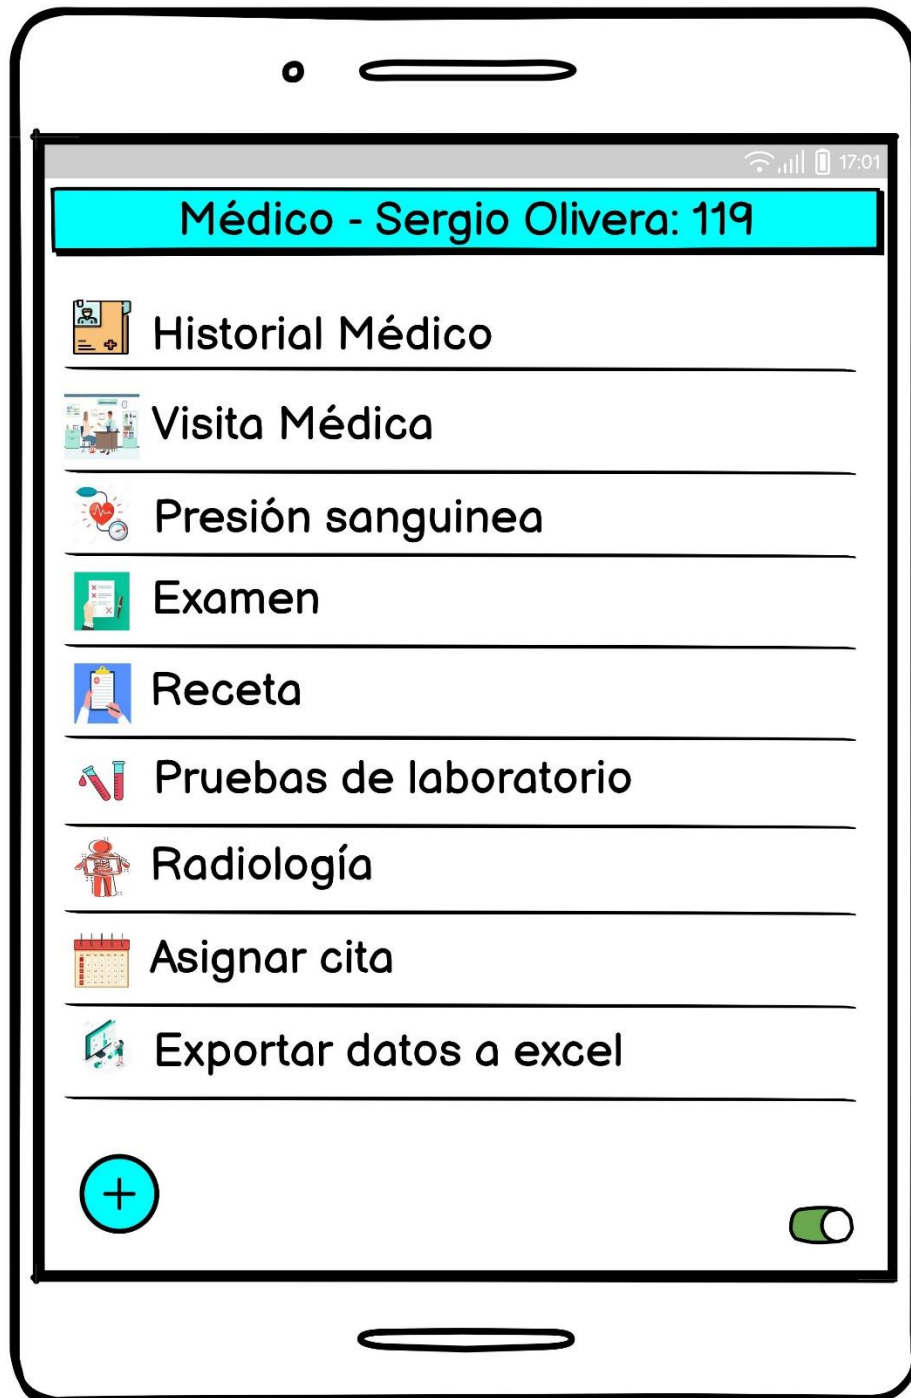 17:01
Médico - Sergio Olivera: 119
Historial Médico
Visita Médica
Presión sanguinea
Examen
Receta
Pruebas de laboratorio
Radiología
Asignar cita
Exportar datos a excel
+